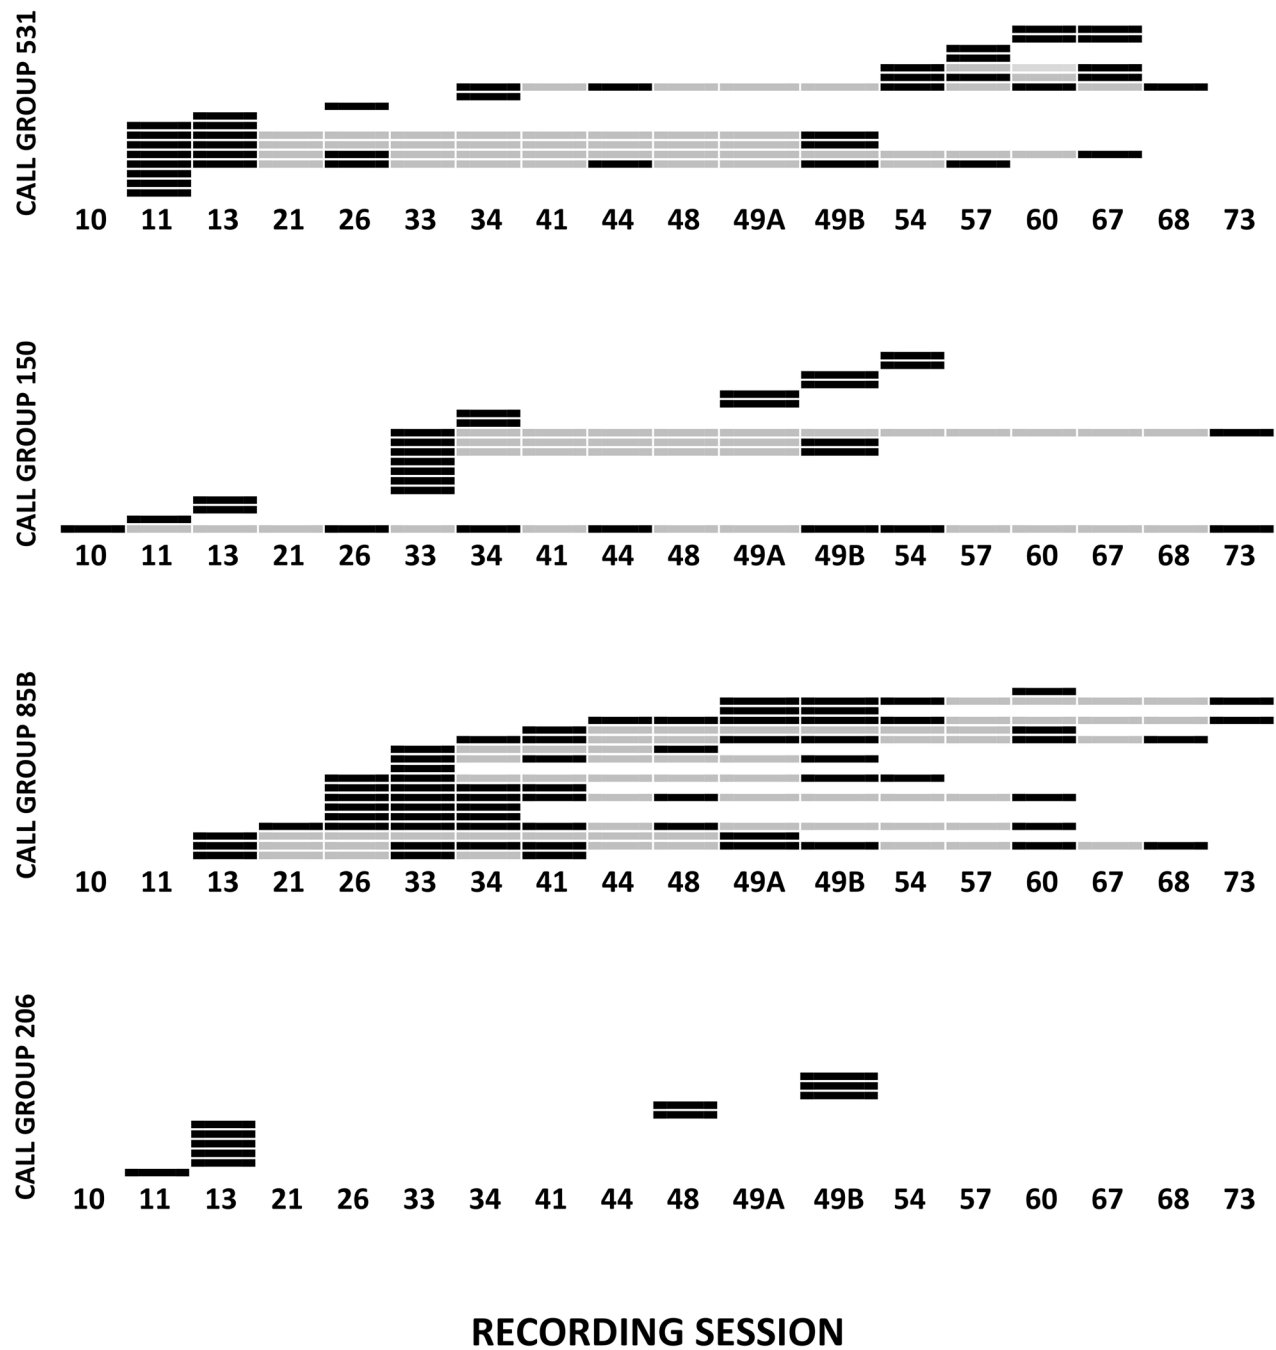 CALL GROUP 531
10 11 13 21 26 33 34 41 44 48 49A 49B 54 57 60 67 68 73
CALL GROUP 150
10 11 13 21 26 33 34 41 44 48 49A 49B 54 57 60 67 68 73
CALL GROUP 85B
10 11 13 21 26 33 34 41 44 48 49A 49B 54 57 60 67 68 73
CALL GROUP 206
10 11 13 21 26 33 34 41 44 48 49A 49B 54 57 60 67 68 73
RECORDING SESSION